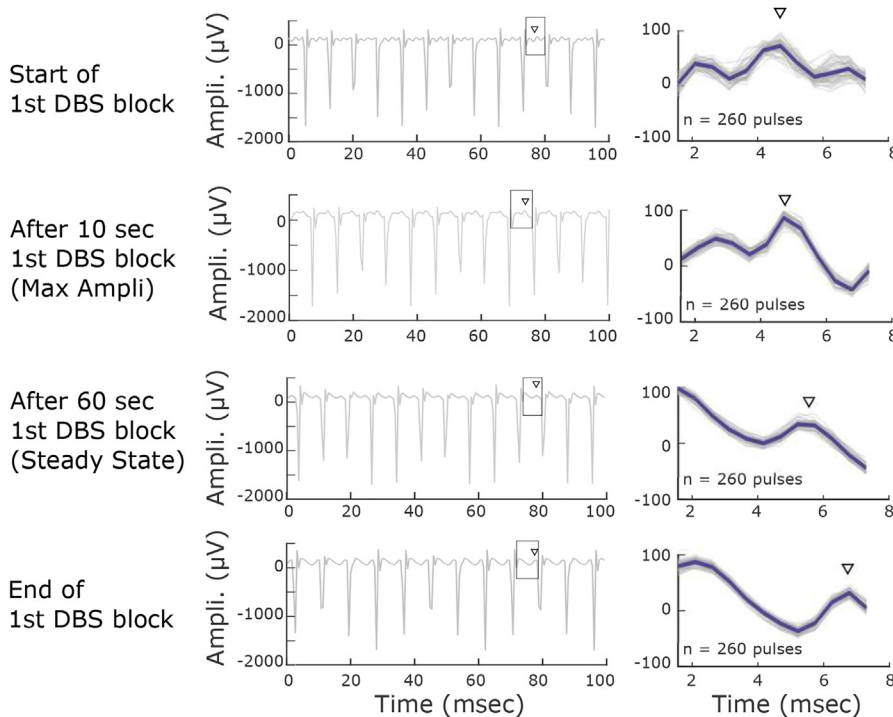 Start of
1st DBS block
Ampli. (µV)
0
-1000
-2000
0 20 40 60 80 100
100
0
-100
n = 260 pulses
2 4 6 8
After 10 sec
1st DBS block
(Max Ampli)
Ampli. (µV)
0
-1000
-2000
0 20 40 60 80 100
100
0
-100
n = 260 pulses
2 4 6 8
After 60 sec
1st DBS block
(Steady State)
Ampli. (µV)
0
-1000
-2000
0 20 40 60 80 100
100
0
-100
n = 260 pulses
2 4 6 8
End of
1st DBS block
Ampli. (µV)
0
-1000
-2000
0 20 40 60 80 100
Time (msec)
100
0
-100
n = 260 pulses
2 4 6 8
Time (msec)